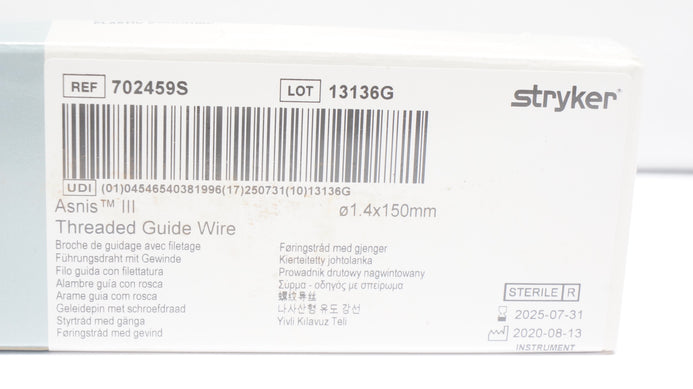 REF 702459S LOT 13136G stryker
UDI (01)04546540381996(17)250731(10)13136G
Asnis™ III ø1.4x150mm
Threaded Guide Wire
Broche de guidage avec filetage
Führungsdraht mit Gewinde
Filo guida con filettatura
Alambre guía con rosca
Arame guia com rosca
Geleidepin met schroefdraad
Styrtråd med gänga
Føringstråd med gevind
Føringstråd med gjenger
Kierteitetty johtolanka
Prowadnik drutowy nagwintowany
Συρμα - οδηγός με σπείρωμα
螺纹导丝
나사산형 유도 강선
Yivli Kılavuz Teli
STERILE R
2025-07-31
2020-08-13
INSTRUMENT